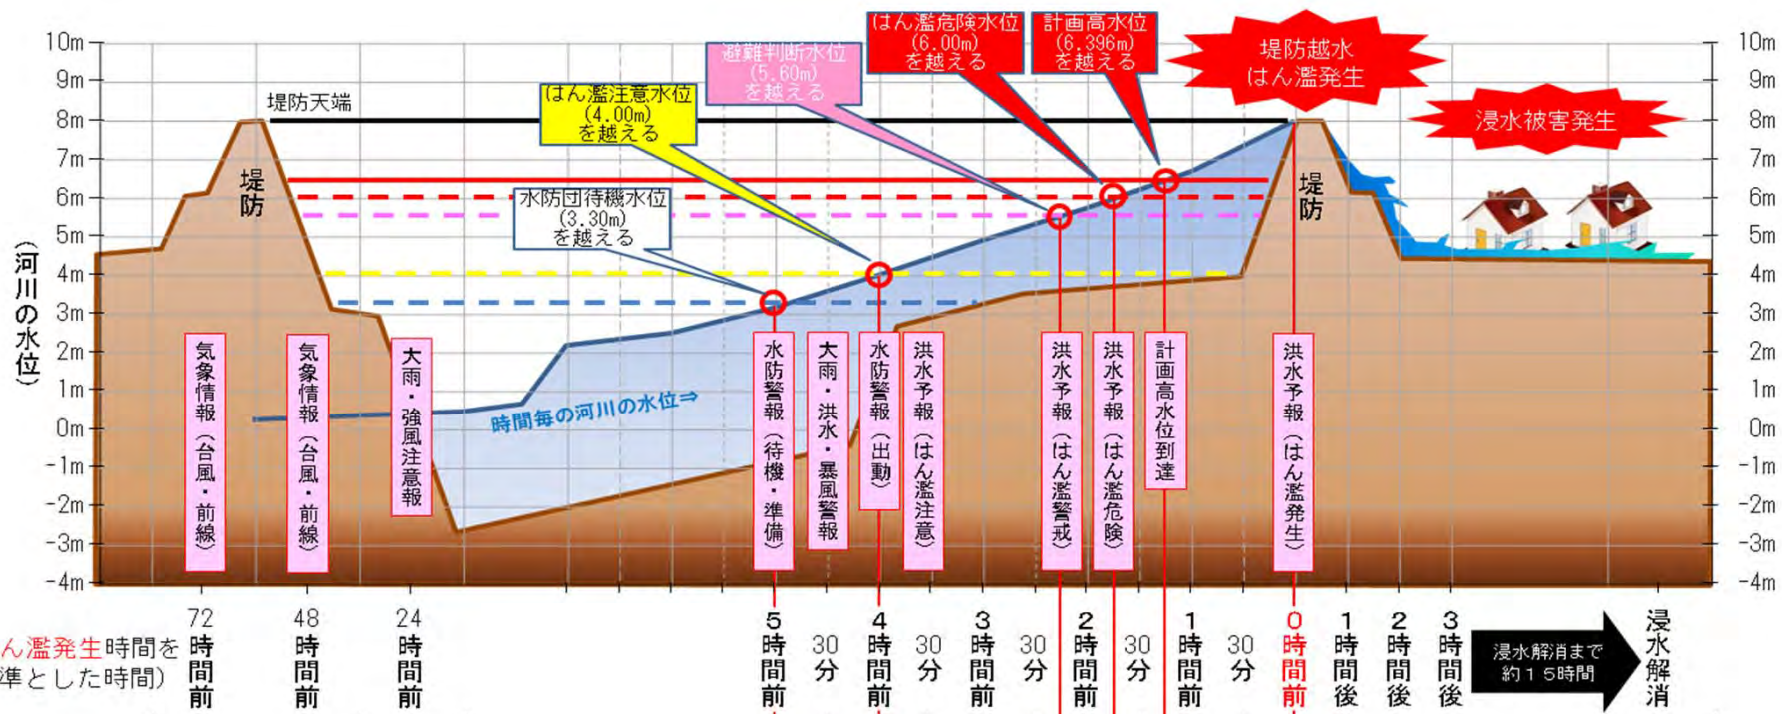 はん濫危険水位
(6.00m)
を越える
計画高水位
(6.396m)
を越える
堤防越水
はん濫発生
避難判断水位
(5.60m)
を越える
はん濫注意水位
(4.00m)
を越える
浸水被害発生
水防団待機水位
(3.30m)
を越える
堤防天端
堤防
堤防
(河川の水位)
10m
9m
8m
7m
6m
5m
4m
3m
2m
1m
0m
-1m
-2m
-3m
-4m
10m
9m
8m
7m
6m
5m
4m
3m
2m
1m
0m
-1m
-2m
-3m
-4m
時間毎の河川の水位⇒
気象情報(台風・前線)
気象情報(台風・前線)
大雨・強風注意報
水防警報(待機・準備)
大雨・洪水・暴風警報
水防警報(出動)
洪水予報(はん濫注意)
洪水予報(はん濫警戒)
洪水予報(はん濫危険)
計画高水位到達
洪水予報(はん濫発生)
ん濫発生時間を
準とした時間)
72時間前
48時間前
24時間前
5時間前
30分
4時間前
30分
3時間前
30分
2時間前
30分
1時間前
30分
0時間前
1時間後
2時間後
3時間後
浸水解消まで
約15時間
浸水解消